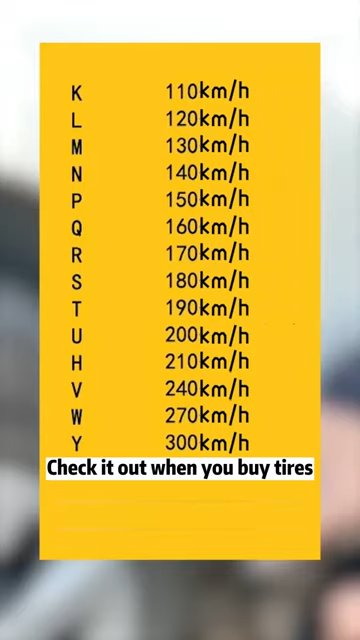 K 110km/h
L 120km/h
M 130km/h
N 140km/h
P 150km/h
Q 160km/h
R 170km/h
S 180km/h
T 190km/h
U 200km/h
H 210km/h
V 240km/h
W 270km/h
Y 300km/h
Check it out when you buy tires